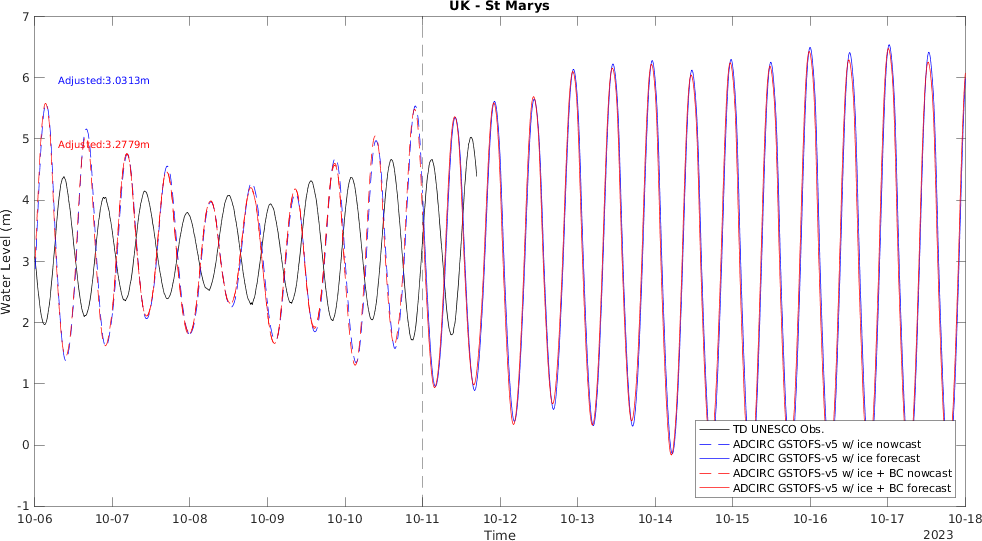 UK - St Marys
7
6
5
4
3
2
1
0
-1
Water Level (m)
Adjusted:3.0313m
Adjusted:3.2779m
TD UNESCO Obs.
ADCIRC GSTOFS-v5 w/ ice nowcast
ADCIRC GSTOFS-v5 w/ ice forecast
ADCIRC GSTOFS-v5 w/ ice + BC nowcast
ADCIRC GSTOFS-v5 w/ ice + BC forecast
10-06 10-07 10-08 10-09 10-10 10-11 10-12 10-13 10-14 10-15 10-16 10-17 10-18
Time
2023